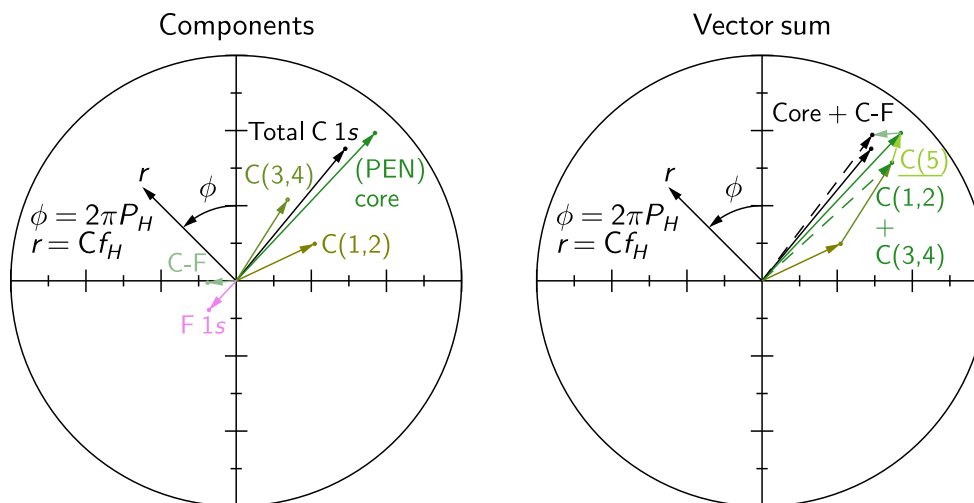 Components
Total C 1s
(PEN)
core
C(3,4)
r
ϕ
ϕ = 2πP_H
r = Cf_H
C(1,2)
C-F
F 1s
Vector sum
Core + C-F
r
ϕ
C(5)
ϕ = 2πP_H
r = Cf_H
C(1,2)
+
C(3,4)